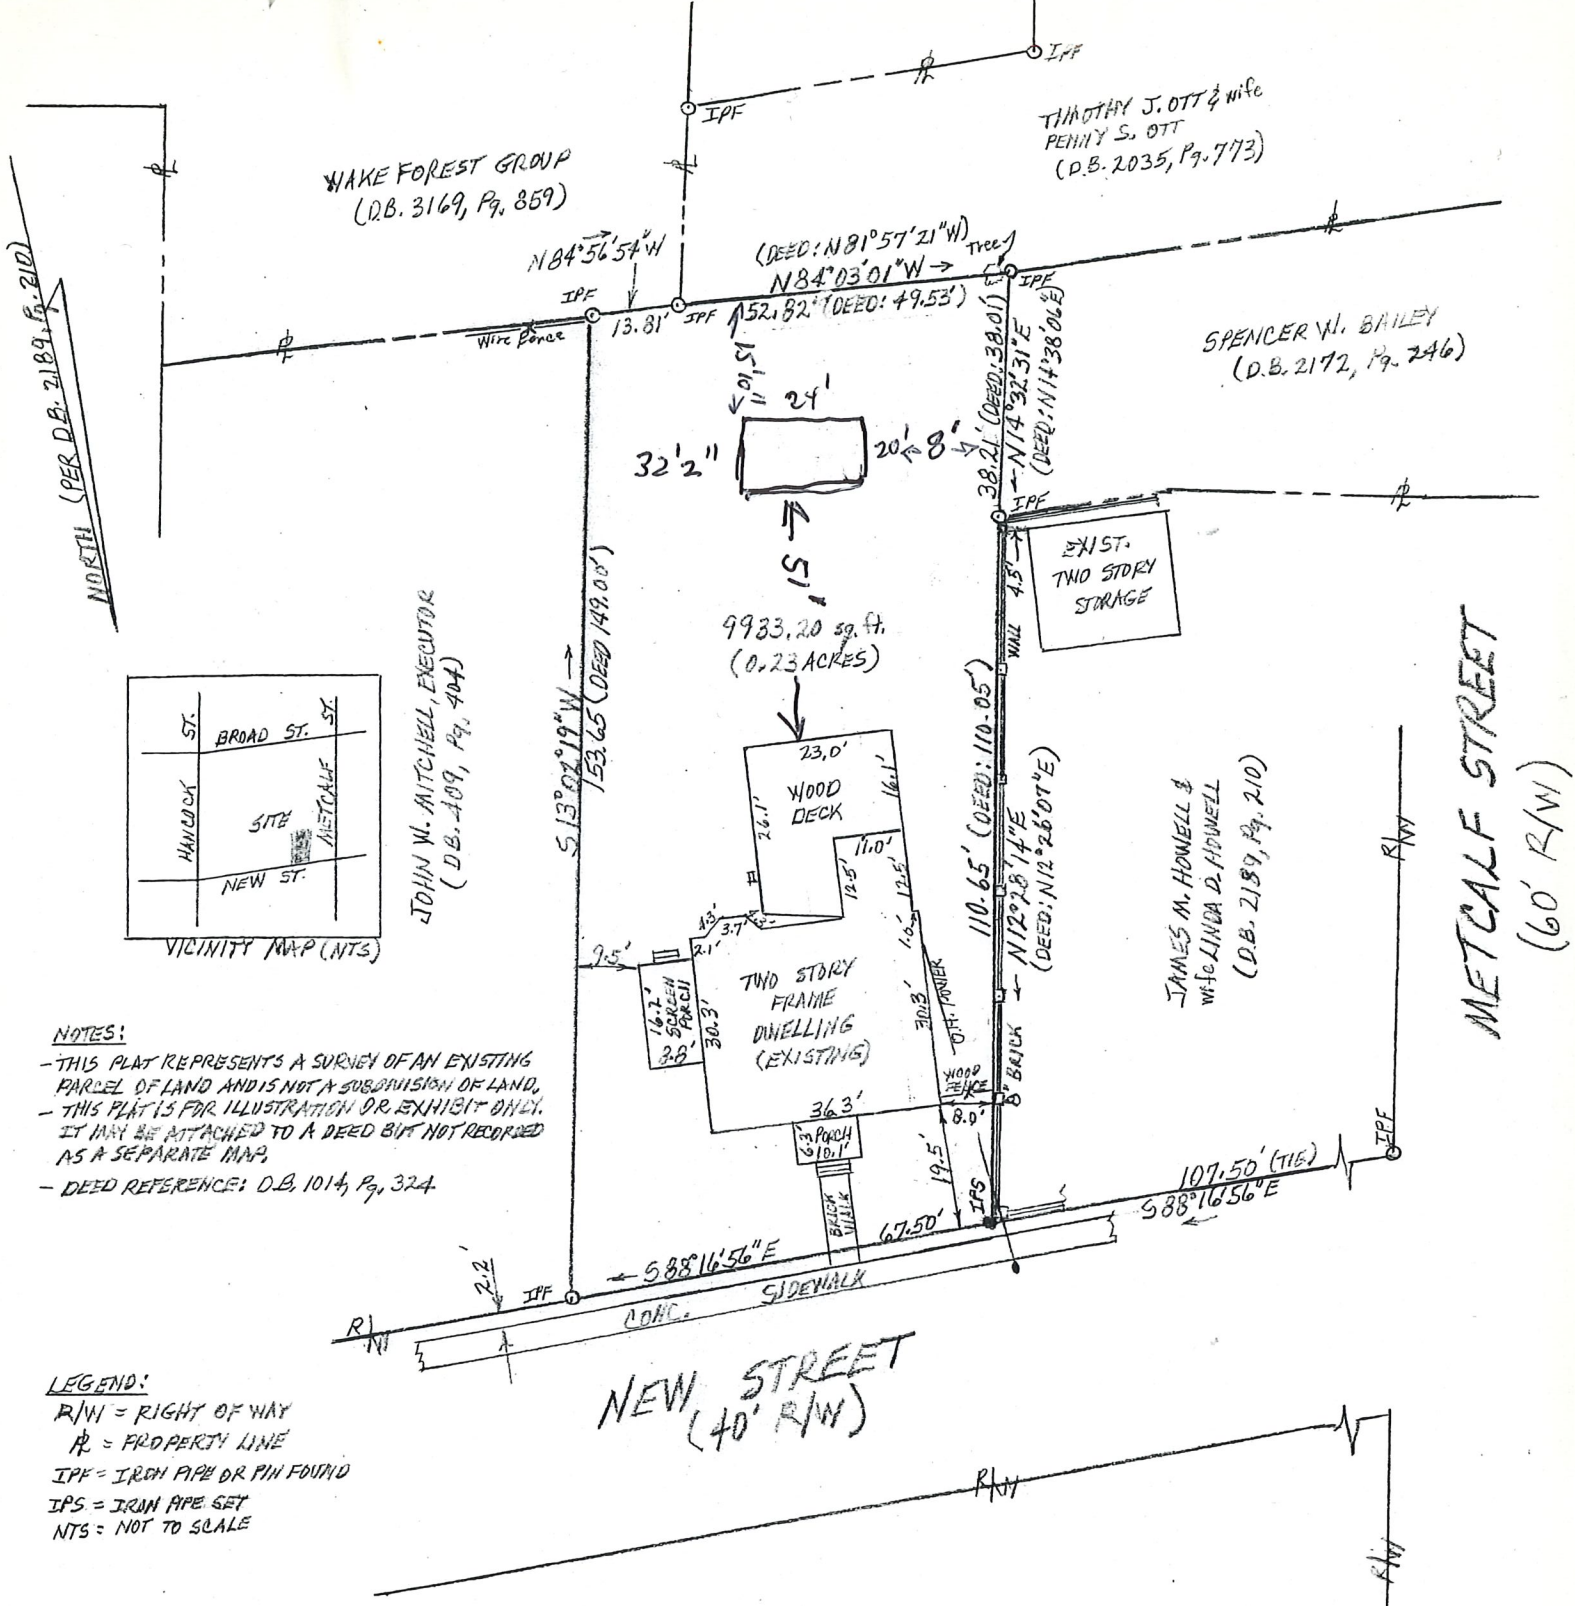 IPF
IPF
TIMOTHY J. OTT & wife
PENNY S. OTT
(D.B. 2035, Pg. 773)
WAKE FOREST GROUP
(D.B. 3169, Pg. 859)
NORTH (PER D.B. 2189, Pg. 210)
N84°56'54"W
(DEED: N81°57'21"W)
Tree
N84°03'01"W →
IPF
52.82' (DEED: 49.53')
IPF
IPF
13.81'
Wire Fence
SPENCER W. BAILEY
(D.B. 2172, Pg. 246)
15'10"
24'
32'2"
20'
8'
38.21' (DEED: 38.01')
← N14°32'31"E
(DEED: N14°38'06"E)
IPF
EXIST.
TWO STORY
STORAGE
4.5'
WALL
51'
9933.20 sq. ft.
(0.23 ACRES)
S13°02'19"W →
153.65 (DEED 149.00')
JOHN W. MITCHELL, EXECUTOR
(D.B. 409, Pg. 404)
110.65' (DEED: 110.05')
← N12°28'14"E
(DEED: N12°26'07"E)
8" BRICK
JAMES M. HOWELL &
wife LINDA D. HOWELL
(D.B. 2189, Pg. 210)
METCALF STREET
(60' R/W)
R/W
HANCOCK ST.
BROAD ST.
METCALF ST.
SITE
NEW ST.
VICINITY MAP (NTS)
23.0'
WOOD
DECK
26.1'
16.1'
11.0'
12.5'
12.5'
4.3'
3.7'
2.1'
1.6'
9.5'
16.2'
SCREEN
PORCH
8.8'
30.3'
TWO STORY
FRAME
DWELLING
(EXISTING)
30.3'
O.H. POWER
WOOD
FENCE
8.0'
36.3'
6.3'
PORCH
10.1'
BRICK
WALK
19.5'
IPS
67.50'
← S88°16'56"E
107.50' (TIE)
S88°16'56"E
IPF
IPF
2.2'
R/W
CONC. SIDEWALK
NEW STREET
(40' R/W)
R/W
R/W
NOTES:
- THIS PLAT REPRESENTS A SURVEY OF AN EXISTING
PARCEL OF LAND AND IS NOT A SUBDIVISION OF LAND.
- THIS PLAT IS FOR ILLUSTRATION OR EXHIBIT ONLY.
IT MAY BE ATTACHED TO A DEED BUT NOT RECORDED
AS A SEPARATE MAP.
- DEED REFERENCE: D.B. 1014, Pg. 324
LEGEND:
R/W = RIGHT OF WAY
PL = PROPERTY LINE
IPF = IRON PIPE OR PIN FOUND
IPS = IRON PIPE SET
NTS = NOT TO SCALE